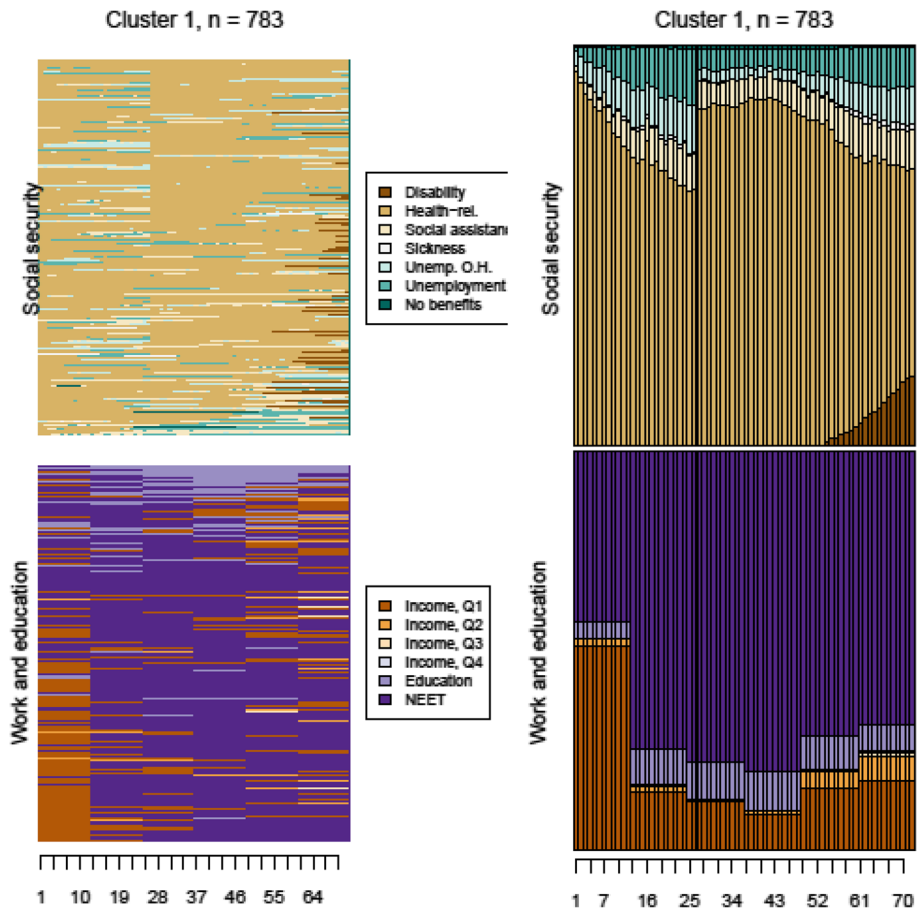 Cluster 1, n = 783
Cluster 1, n = 783
Social security
Disability
Health-rel.
Social assistanc
Sickness
Unemp. O.H.
Unemployment
No benefits
Social security
Work and education
Income, Q1
Income, Q2
Income, Q3
Income, Q4
Education
NEET
Work and education
1 10 19 28 37 46 55 64
1 7 16 25 34 43 52 61 70